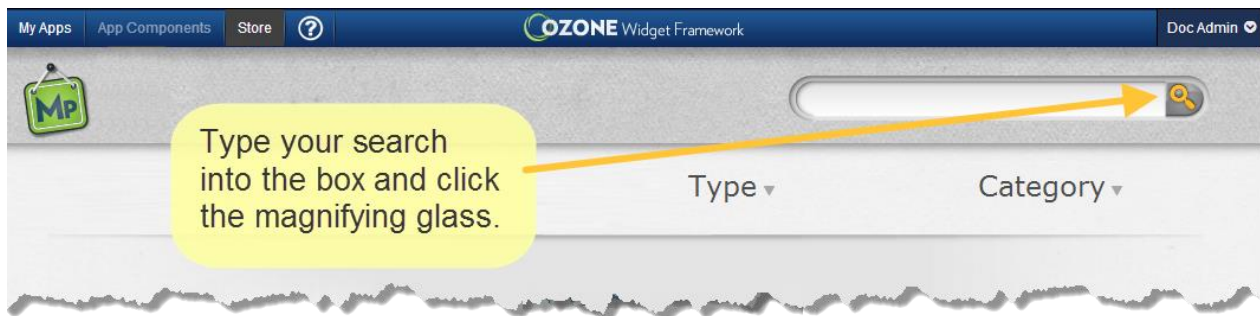 My Apps App Components Store ? OZONE Widget Framework Doc Admin
MP
Type your search
into the box and click
the magnifying glass.
Type Category